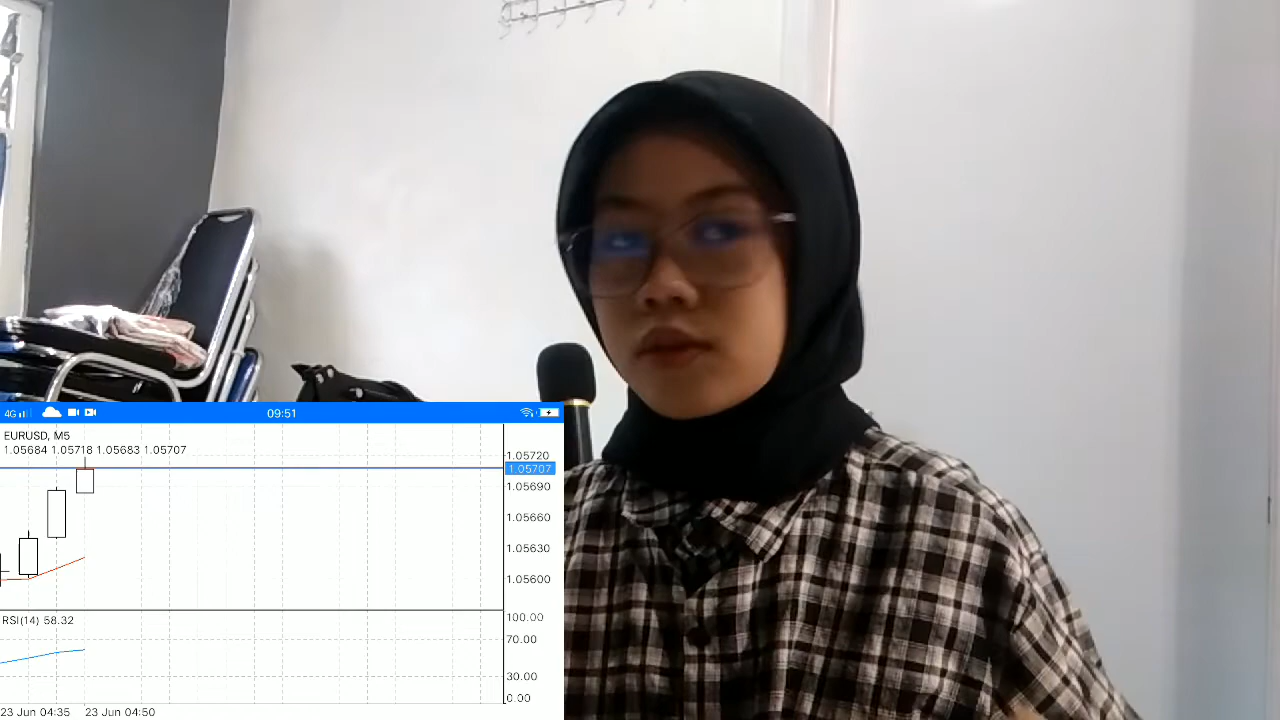 4G 09:51
EURUSD, M5
1.05684 1.05718 1.05683 1.05707
1.05720
1.05707
1.05690
1.05660
1.05630
1.05600
RSI(14) 58.32
100.00
70.00
30.00
0.00
23 Jun 04:35 23 Jun 04:50